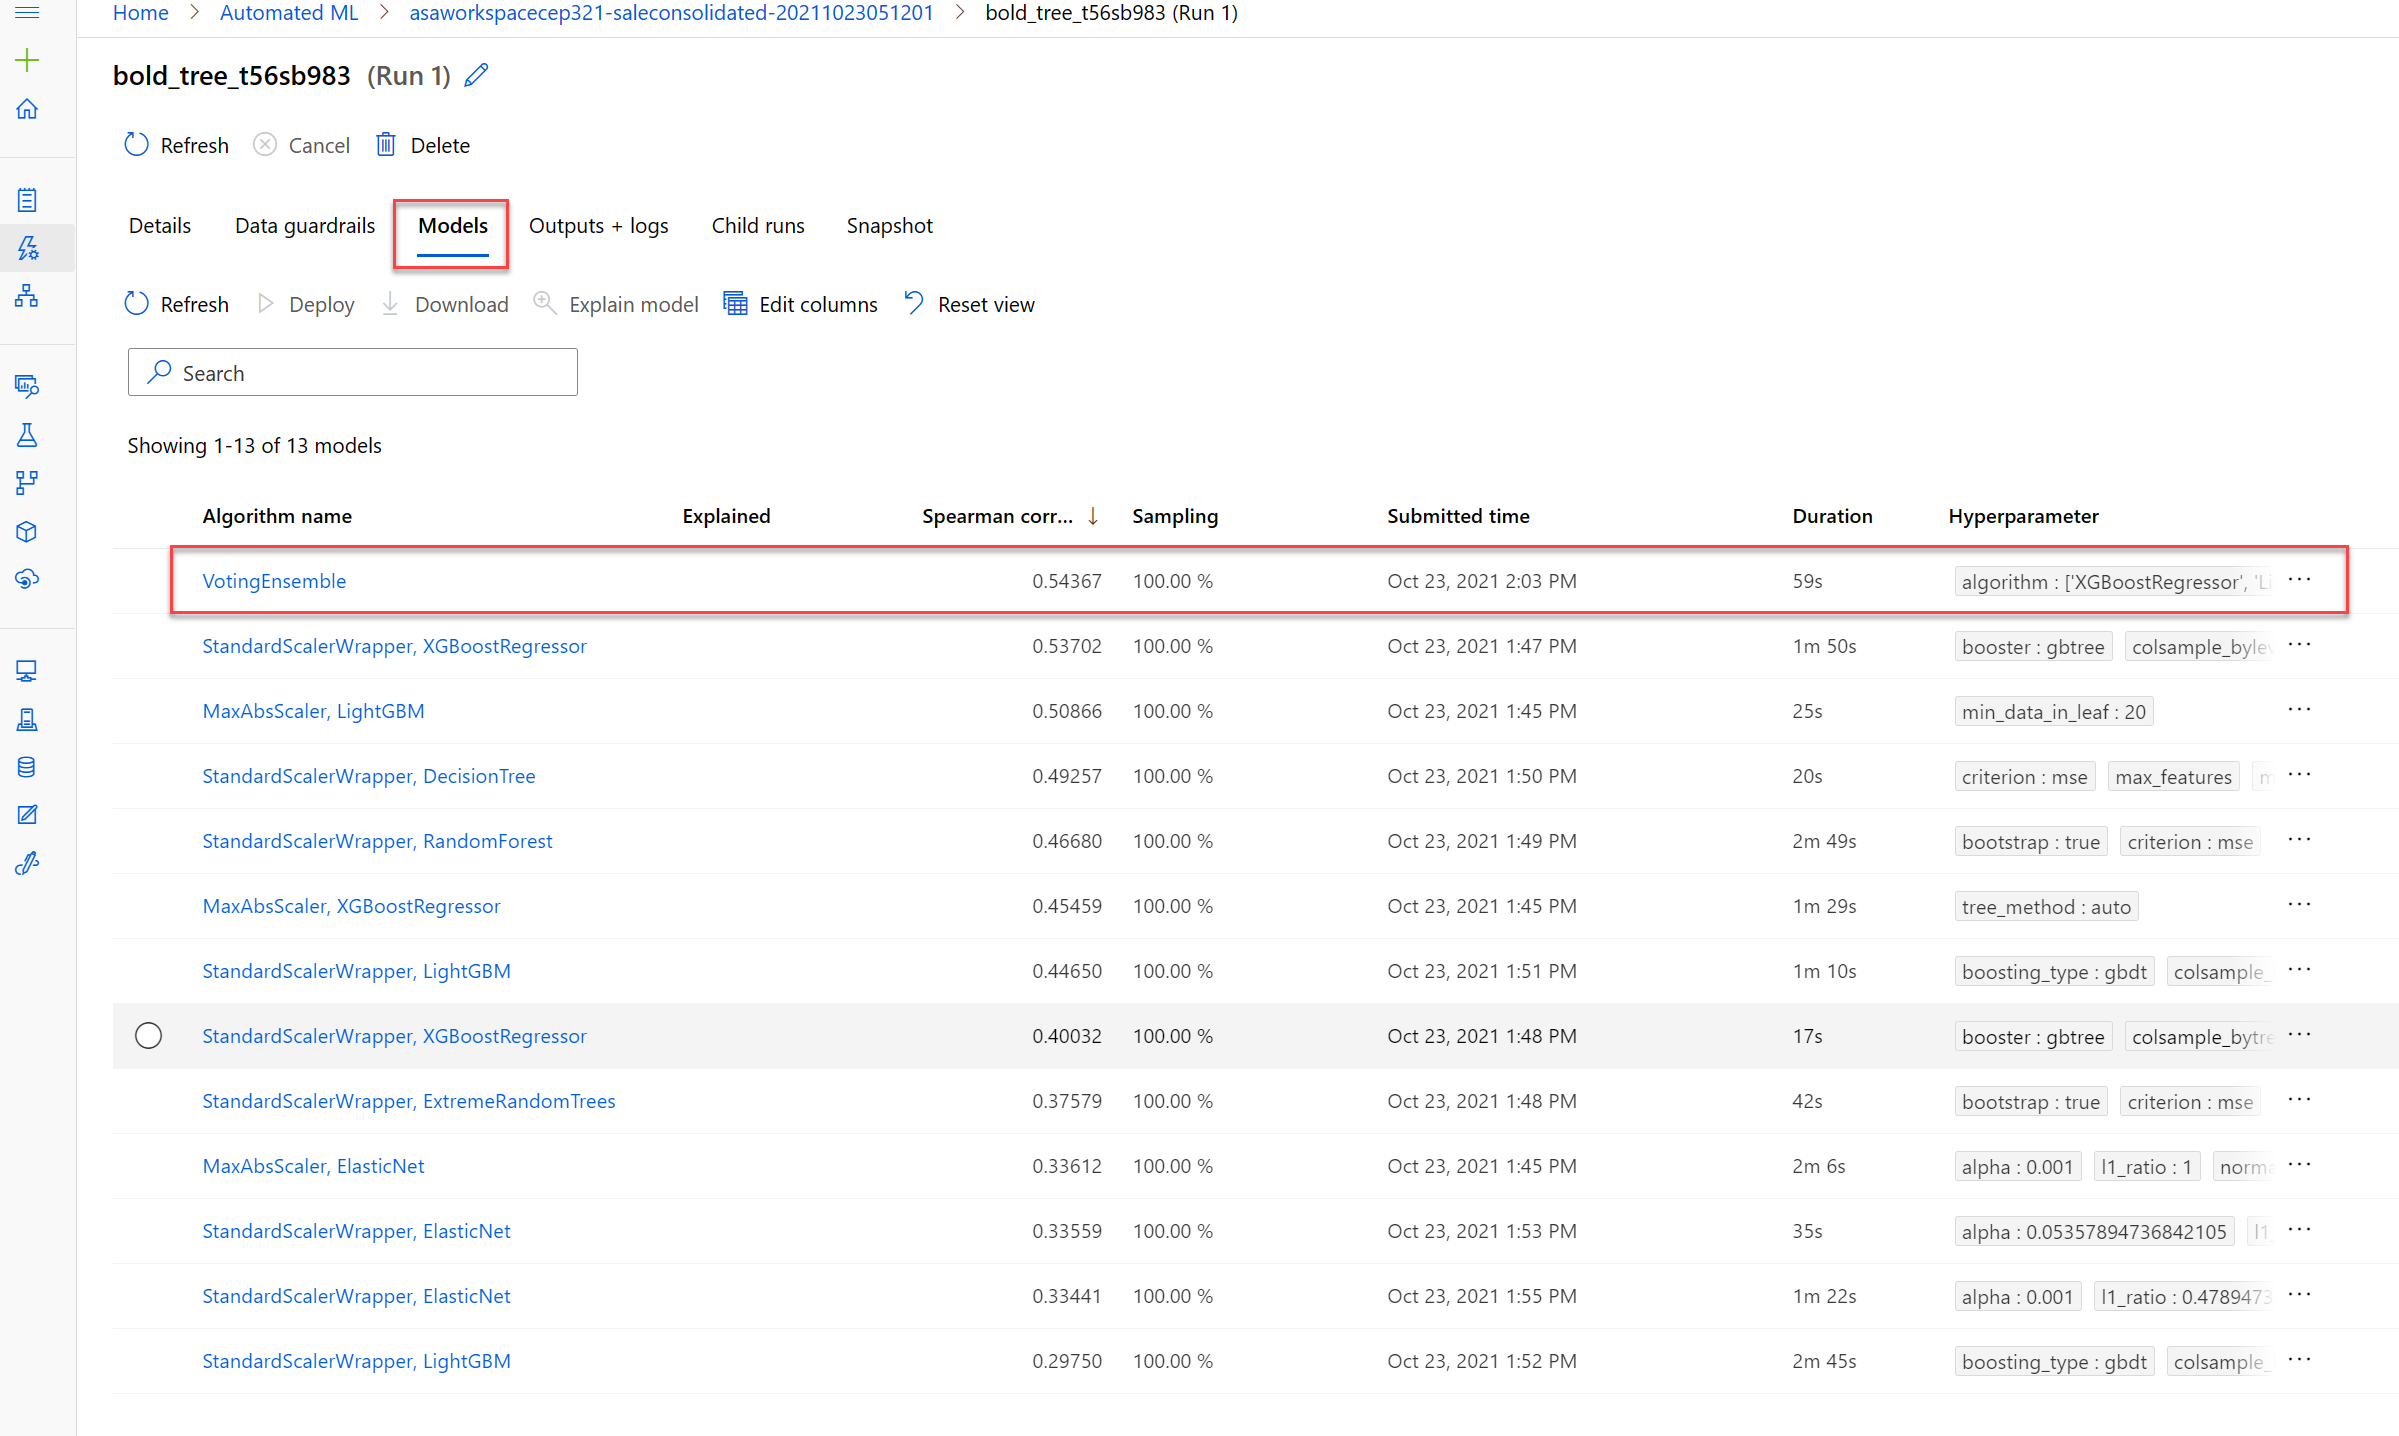 Home > Automated ML > asaworkspacecep321-saleconsolidated-20211023051201 > bold_tree_t56sb983 (Run 1)
bold_tree_t56sb983 (Run 1)
Refresh Cancel Delete
Details Data guardrails Models Outputs + logs Child runs Snapshot
Refresh Deploy Download Explain model Edit columns Reset view
Search
Showing 1-13 of 13 models
Algorithm name Explained Spearman corr... ↓ Sampling Submitted time Duration Hyperparameter
VotingEnsemble 0.54367 100.00 % Oct 23, 2021 2:03 PM 59s algorithm : ['XGBoostRegressor', 'Li ...
StandardScalerWrapper, XGBoostRegressor 0.53702 100.00 % Oct 23, 2021 1:47 PM 1m 50s booster : gbtree colsample_bylev ...
MaxAbsScaler, LightGBM 0.50866 100.00 % Oct 23, 2021 1:45 PM 25s min_data_in_leaf : 20 ...
StandardScalerWrapper, DecisionTree 0.49257 100.00 % Oct 23, 2021 1:50 PM 20s criterion : mse max_features m ...
StandardScalerWrapper, RandomForest 0.46680 100.00 % Oct 23, 2021 1:49 PM 2m 49s bootstrap : true criterion : mse ...
MaxAbsScaler, XGBoostRegressor 0.45459 100.00 % Oct 23, 2021 1:45 PM 1m 29s tree_method : auto ...
StandardScalerWrapper, LightGBM 0.44650 100.00 % Oct 23, 2021 1:51 PM 1m 10s boosting_type : gbdt colsample_ ...
StandardScalerWrapper, XGBoostRegressor 0.40032 100.00 % Oct 23, 2021 1:48 PM 17s booster : gbtree colsample_bytre ...
StandardScalerWrapper, ExtremeRandomTrees 0.37579 100.00 % Oct 23, 2021 1:48 PM 42s bootstrap : true criterion : mse ...
MaxAbsScaler, ElasticNet 0.33612 100.00 % Oct 23, 2021 1:45 PM 2m 6s alpha : 0.001 l1_ratio : 1 norma ...
StandardScalerWrapper, ElasticNet 0.33559 100.00 % Oct 23, 2021 1:53 PM 35s alpha : 0.05357894736842105 l1_ ...
StandardScalerWrapper, ElasticNet 0.33441 100.00 % Oct 23, 2021 1:55 PM 1m 22s alpha : 0.001 l1_ratio : 0.4789473 ...
StandardScalerWrapper, LightGBM 0.29750 100.00 % Oct 23, 2021 1:52 PM 2m 45s boosting_type : gbdt colsample_ ...